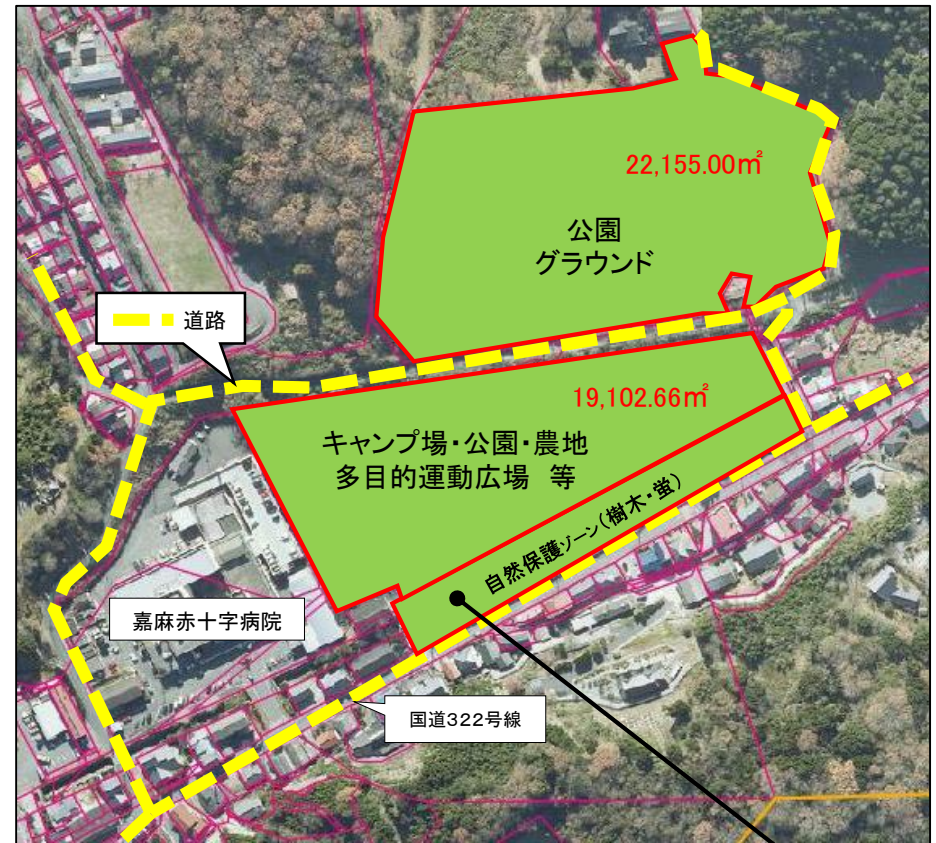 22,155.00㎡
公園
グラウンド
道路
19,102.66㎡
キャンプ場・公園・農地
多目的運動広場　等
自然保護ゾーン(樹木・蛍)
嘉麻赤十字病院
国道322号線